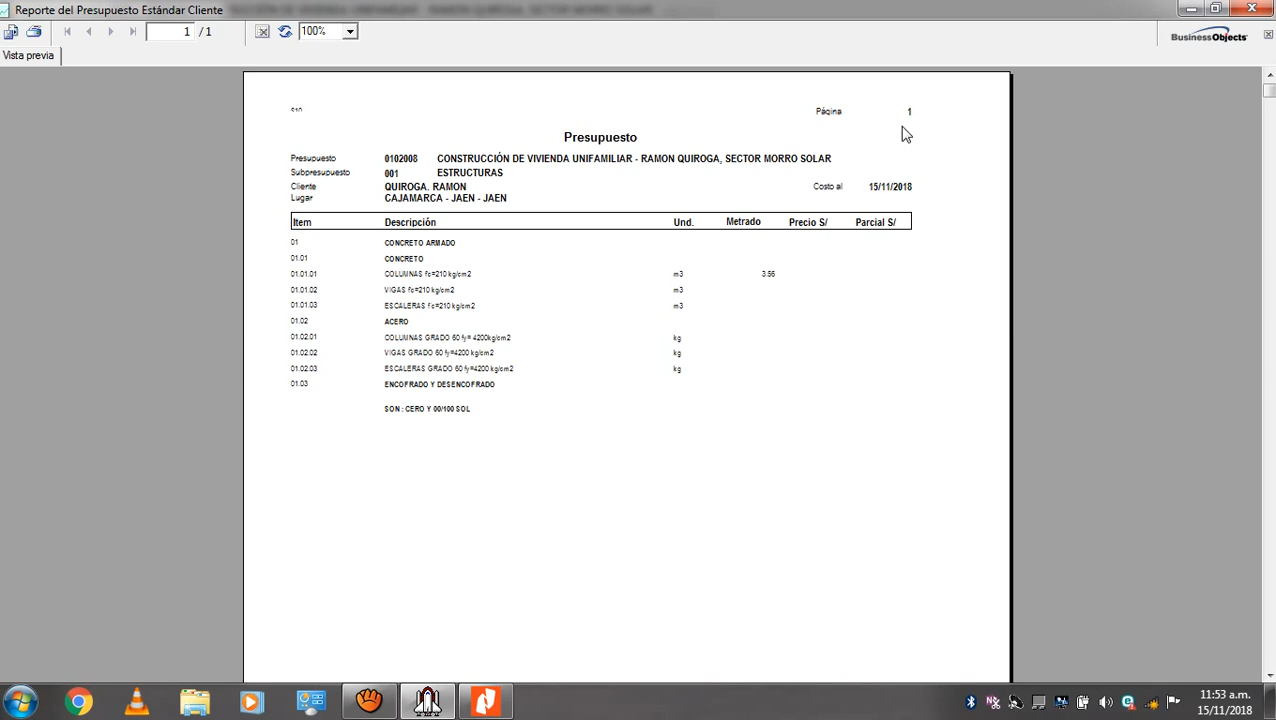 Reporte del Presupuesto Estándar Cliente
1 / 1
100%
BusinessObjects
Vista previa
S10
Página 1
Presupuesto
Presupuesto 0102008 CONSTRUCCIÓN DE VIVIENDA UNIFAMILIAR - RAMON QUIROGA, SECTOR MORRO SOLAR
Subpresupuesto 001 ESTRUCTURAS
Cliente QUIROGA. RAMON Costo al 15/11/2018
Lugar CAJAMARCA - JAEN - JAEN
Item Descripción Und. Metrado Precio S/ Parcial S/
01 CONCRETO ARMADO
01.01 CONCRETO
01.01.01 COLUMNAS f'c=210 kg/cm2 m3 3.56
01.01.02 VIGAS f'c=210 kg/cm2 m3
01.01.03 ESCALERAS f'c=210 kg/cm2 m3
01.02 ACERO
01.02.01 COLUMNAS GRADO 60 fy= 4200kg/cm2 kg
01.02.02 VIGAS GRADO 60 fy=4200 kg/cm2 kg
01.02.03 ESCALERAS GRADO 60 fy=4200 kg/cm2 kg
01.03 ENCOFRADO Y DESENCOFRADO
SON : CERO Y 00/100 SOL
11:53 a.m.
15/11/2018